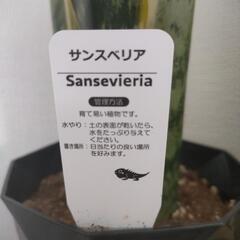 サンスベリア
Sansevieria
管理方法
育て易い植物です。
水やり：土の表面が乾いたら、
水をたっぷり与えて
ください。
置き場所：日当たりの良い場所
を好みます。